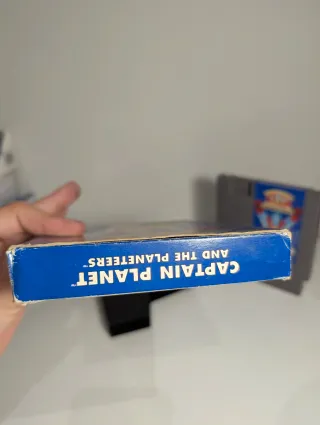 CAPTAIN PLANET™
AND THE PLANETEERS™